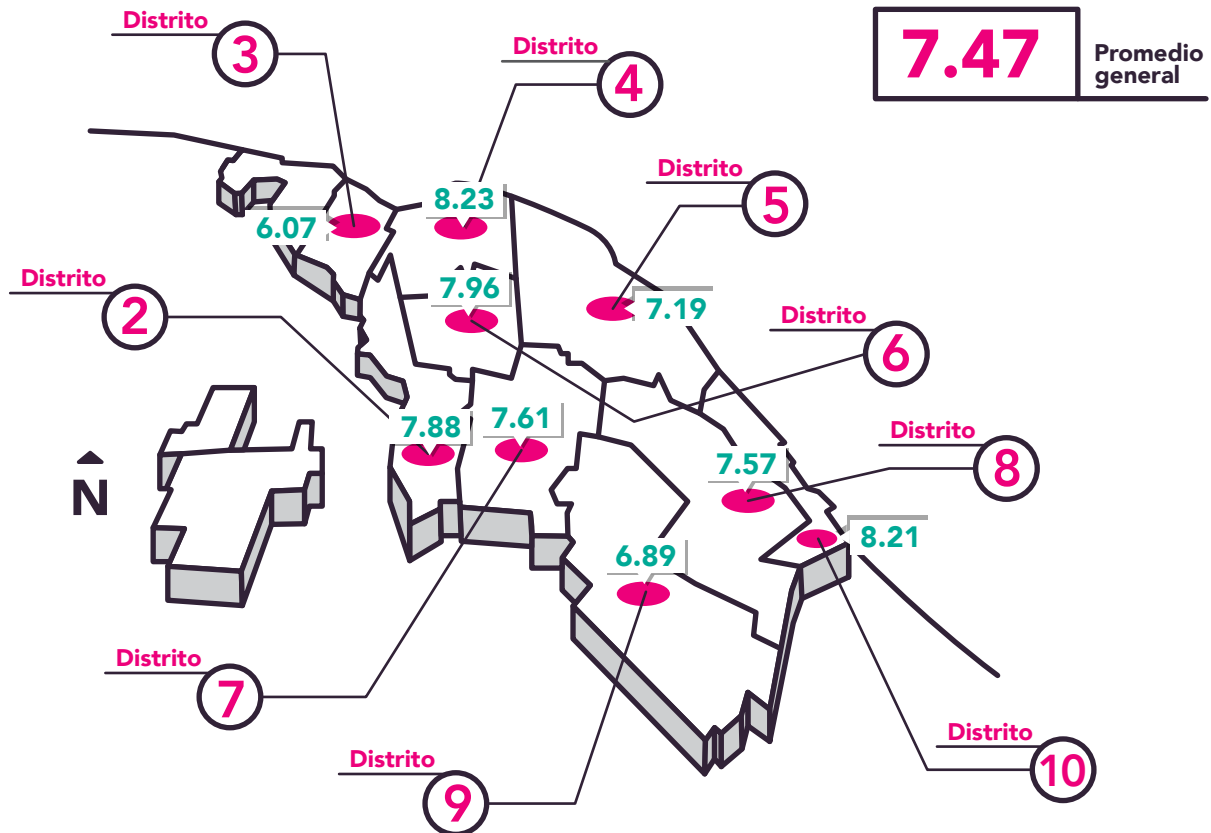 Distrito
3
Distrito
4
7.47
Promedio
general
Distrito
5
8.23
6.07
Distrito
2
7.96
7.19
Distrito
6
7.88
7.61
Distrito
8
7.57
N
8.21
6.89
Distrito
7
Distrito
9
Distrito
10